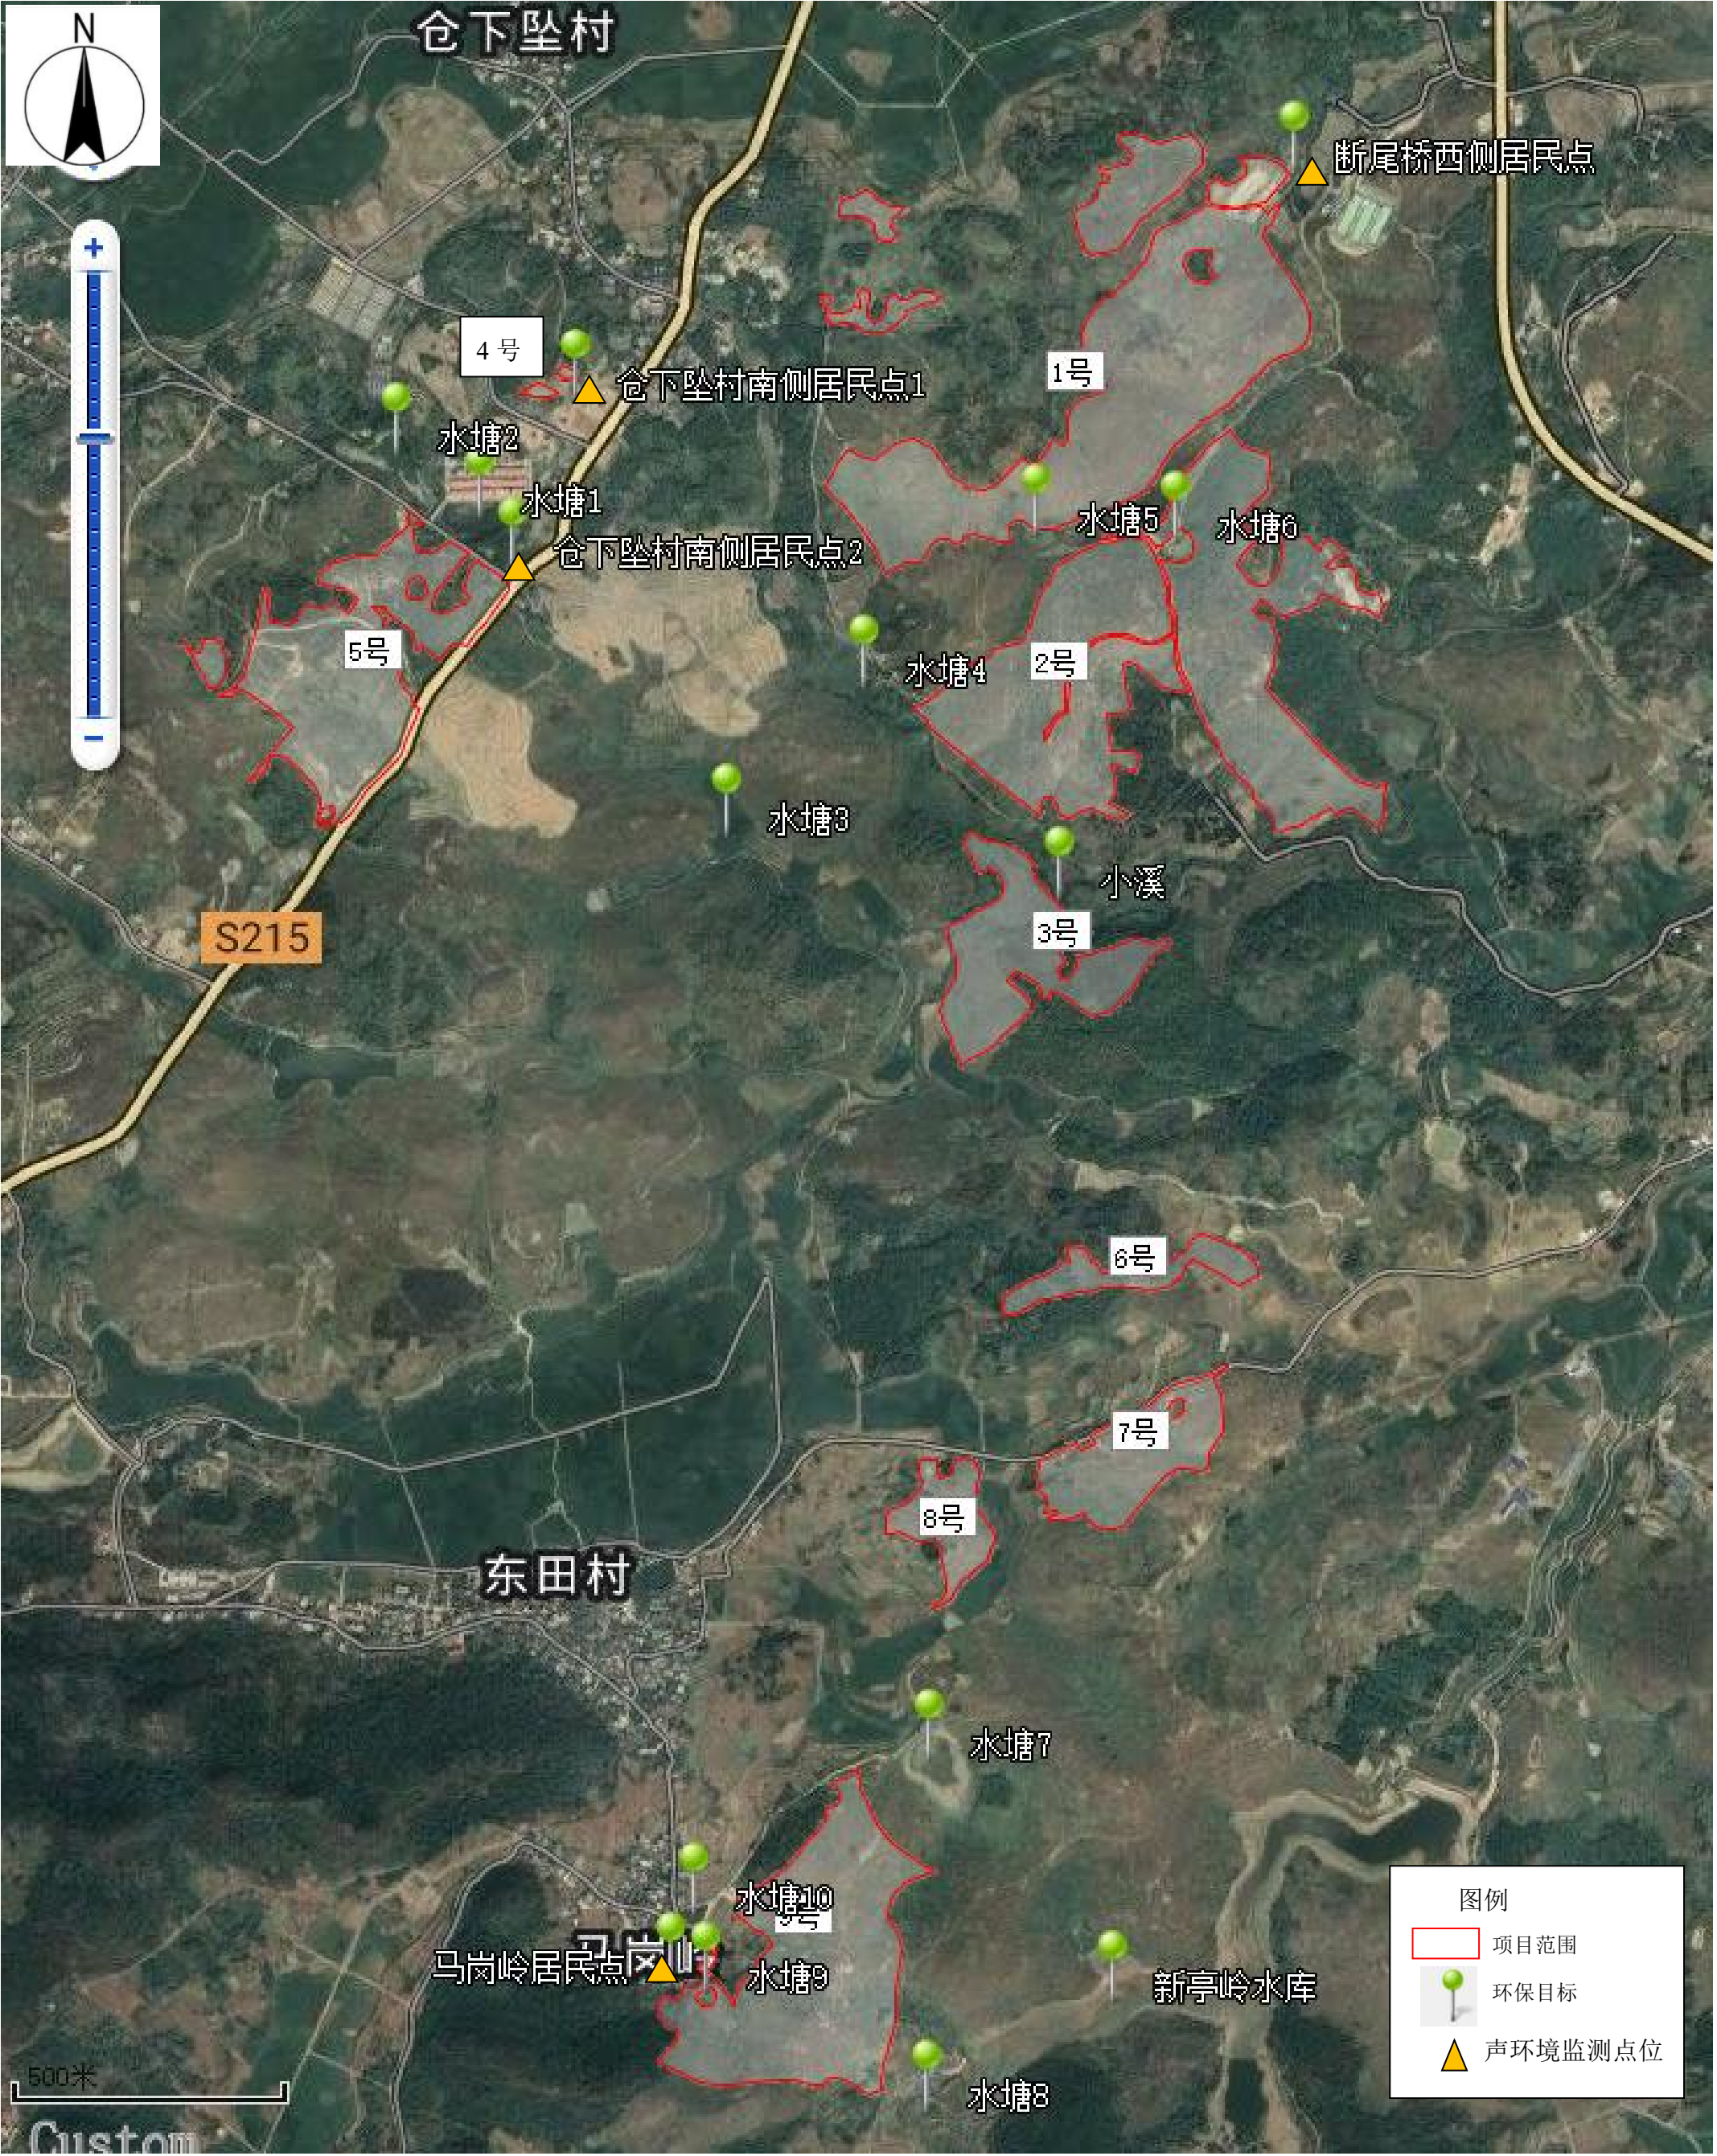 仓下坠村
N
断尾桥西侧居民点
+
4 号
仓下坠村南侧居民点1
1号
水塘2
水塘1
水塘5
水塘6
仓下坠村南侧居民点2
5号
水塘4
2号
−
水塘3
小溪
S215
3号
6号
7号
8号
东田村
水塘7
水塘10
9号
马岗岭
马岗岭居民点
水塘9
新亭岭水库
水塘8
图例
项目范围
环保目标
声环境监测点位
500米
Custom